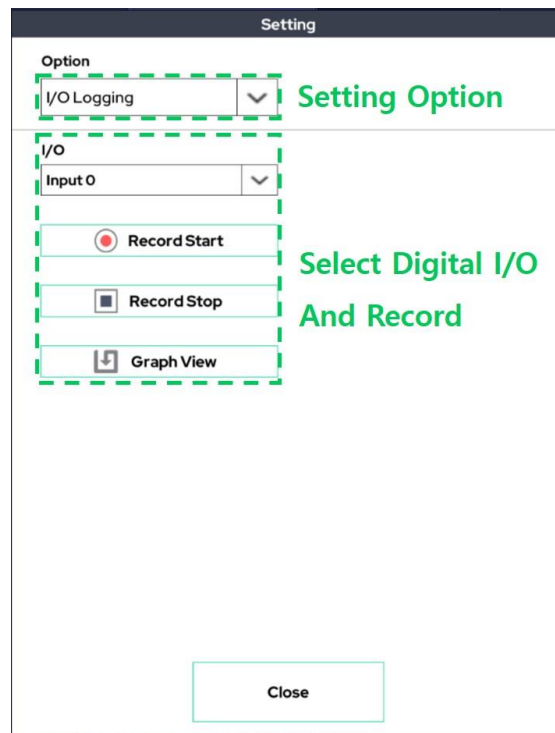 Setting
Option
I/O Logging
Setting Option
I/O
Input 0
Record Start
Record Stop
Graph View
Select Digital I/O
And Record
Close